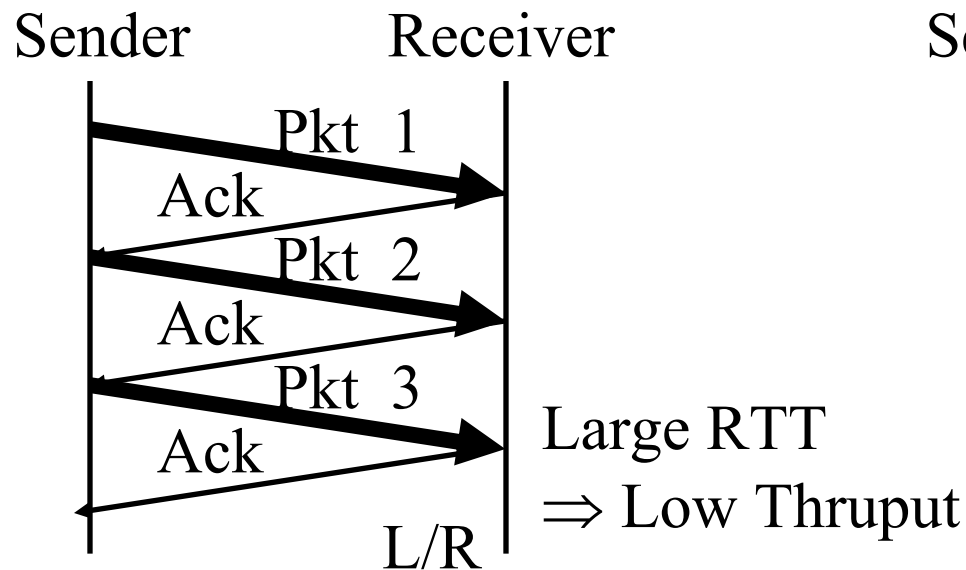 Sender Receiver
Pkt 1
Ack
Pkt 2
Ack
Pkt 3
Ack
Large RTT
⇒ Low Thruput
L/R